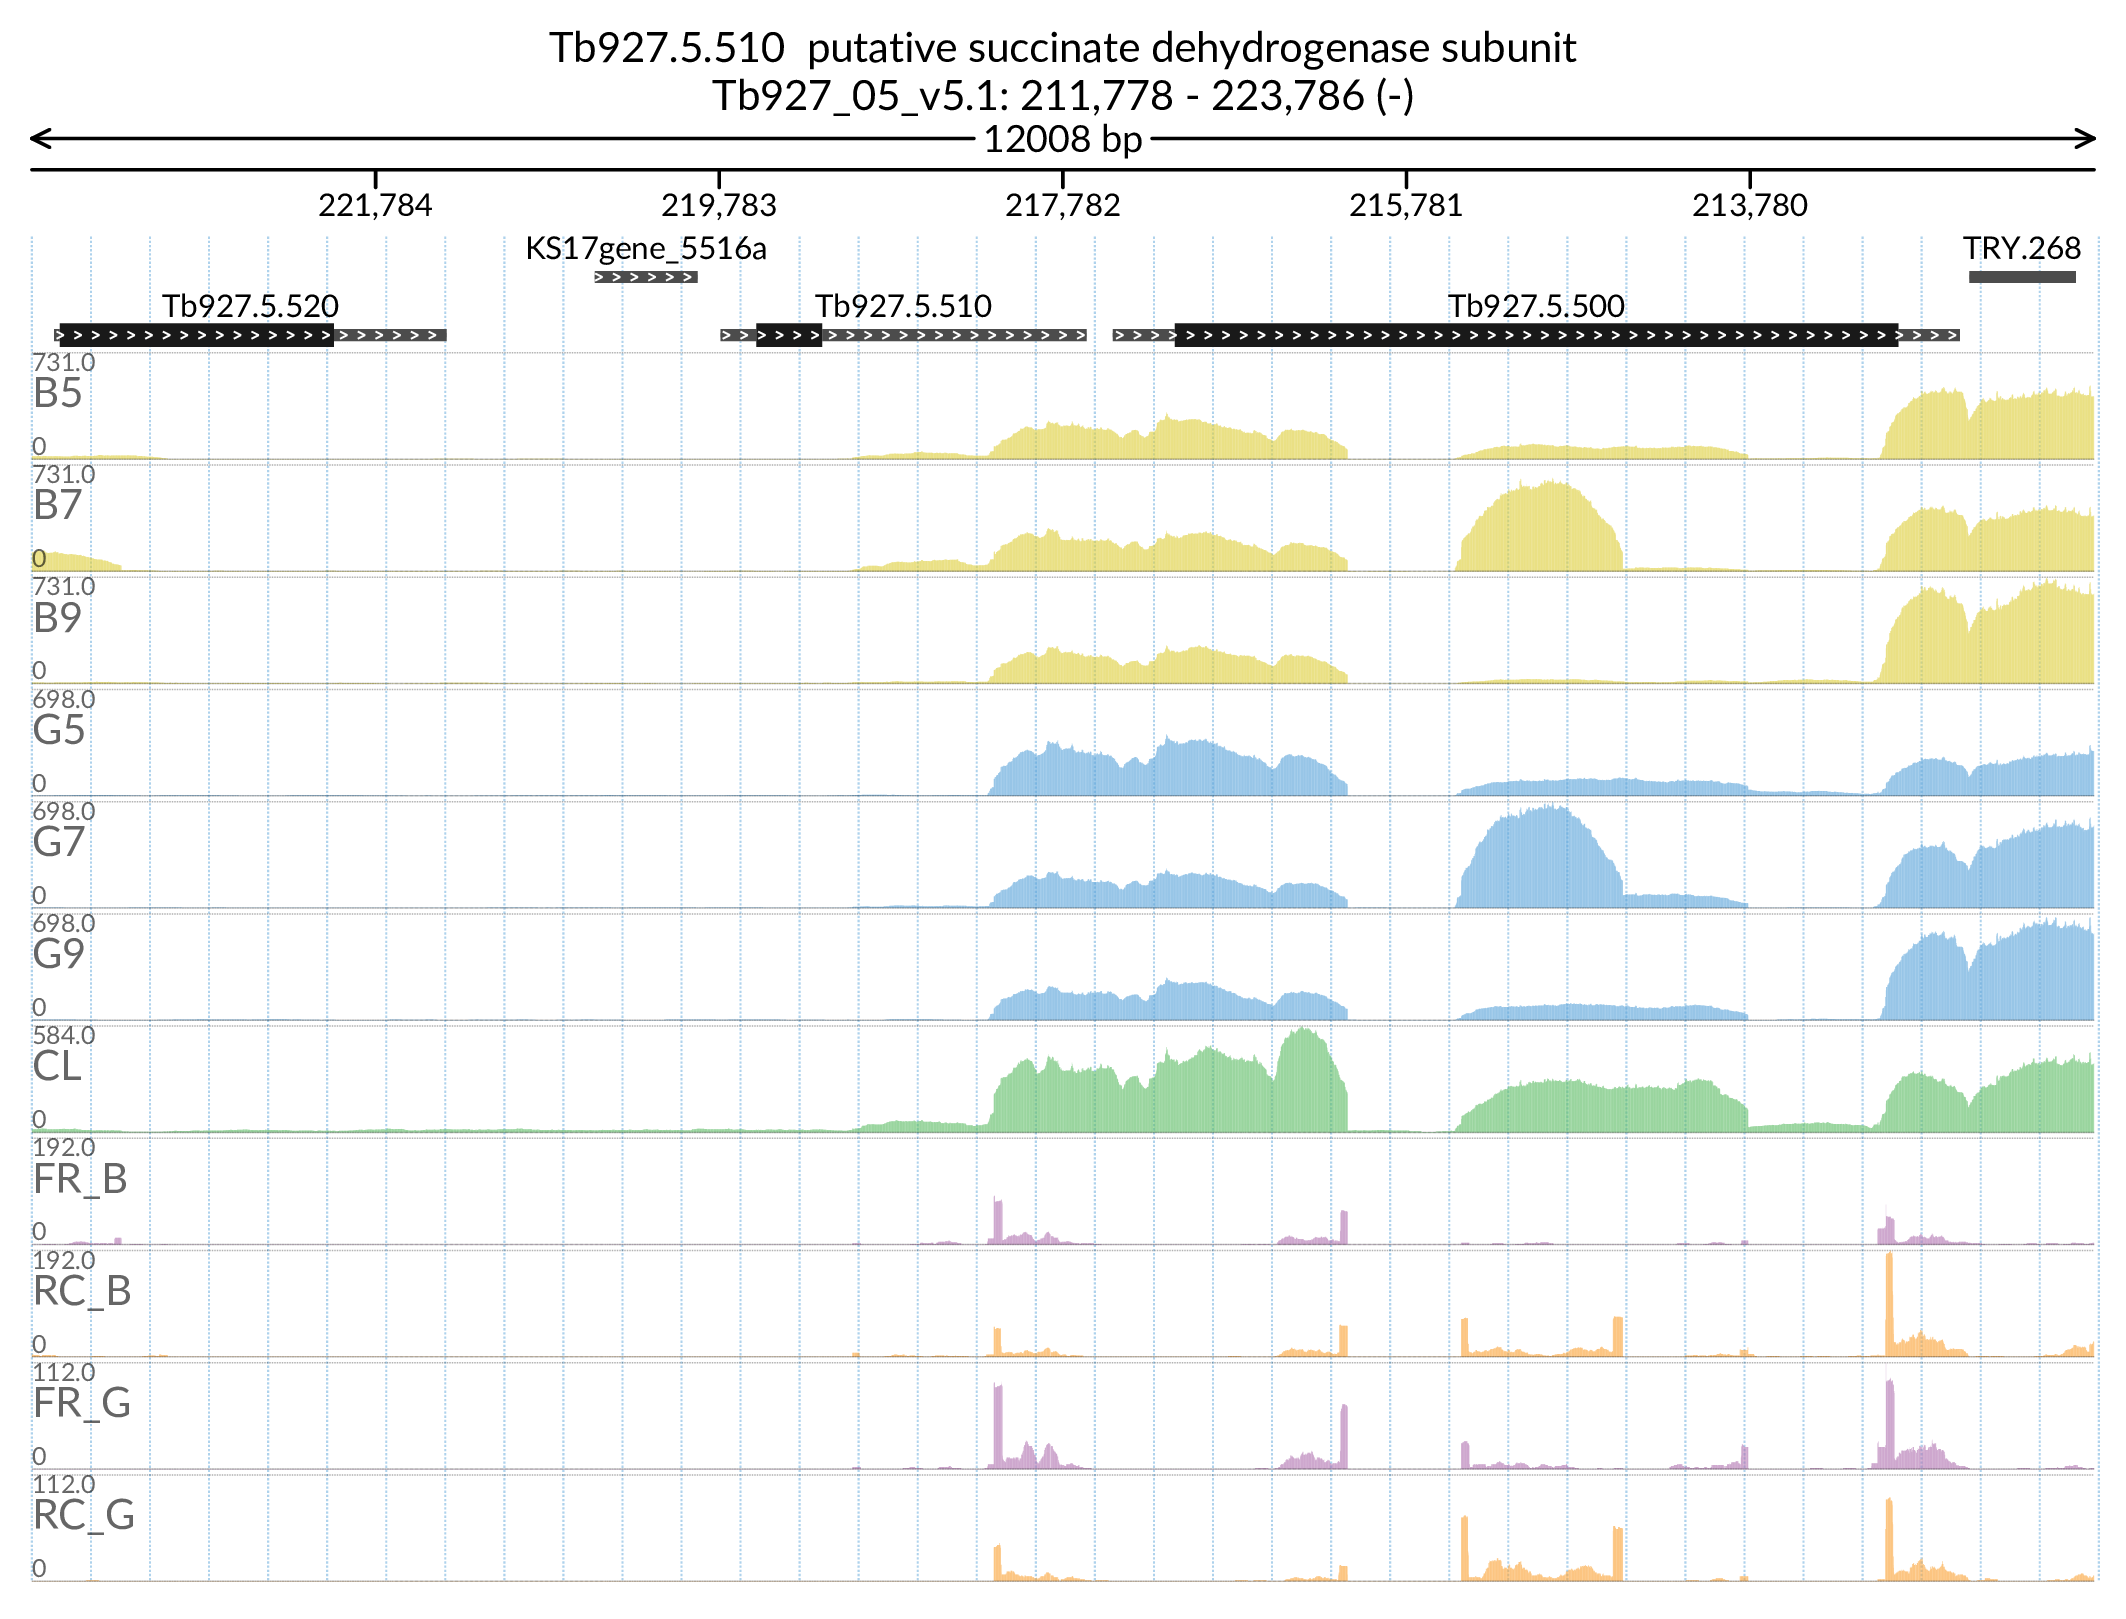 Tb927.5.510  putative succinate dehydrogenase subunit
Tb927_05_v5.1: 211,778 - 223,786 (-)
12008 bp
221,784 219,783 217,782 215,781 213,780
KS17gene_5516a TRY.268
Tb927.5.520 Tb927.5.510 Tb927.5.500
731.0
B5
0
731.0
B7
0
731.0
B9
0
698.0
G5
0
698.0
G7
0
698.0
G9
0
584.0
CL
0
192.0
FR_B
0
192.0
RC_B
0
112.0
FR_G
0
112.0
RC_G
0